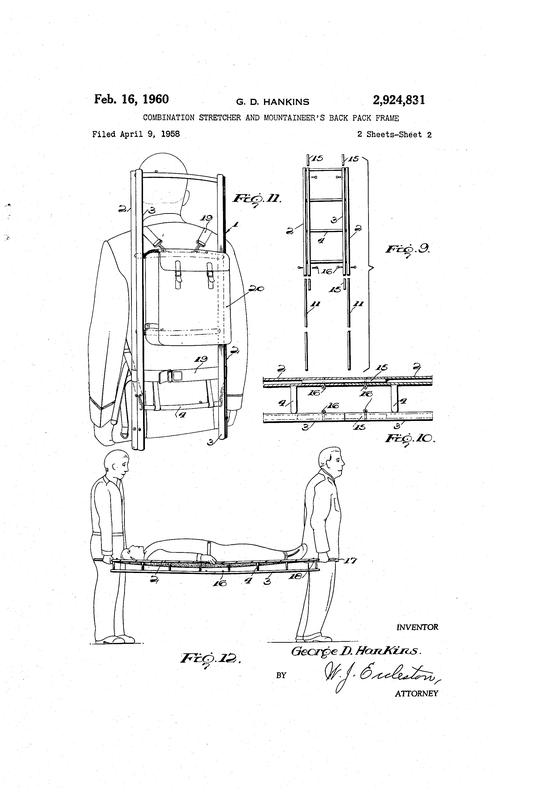 Feb. 16, 1960
G. D. HANKINS
2,924,831
COMBINATION STRETCHER AND MOUNTAINEER'S BACK PACK FRAME
Filed April 9, 1958
2 Sheets-Sheet 2
15 15
2 3 Fig. 11. 19 1
2 3 2 4
Fig. 9.
16 15
20
11 11
19
2 15 2
2
16 16
4 4
16
4
3 15 3
3
Fig. 10.
17
2 16 4 3 18
Fig. 12.
INVENTOR
George D. Hankins.
BY W. J. Eccleston,
ATTORNEY